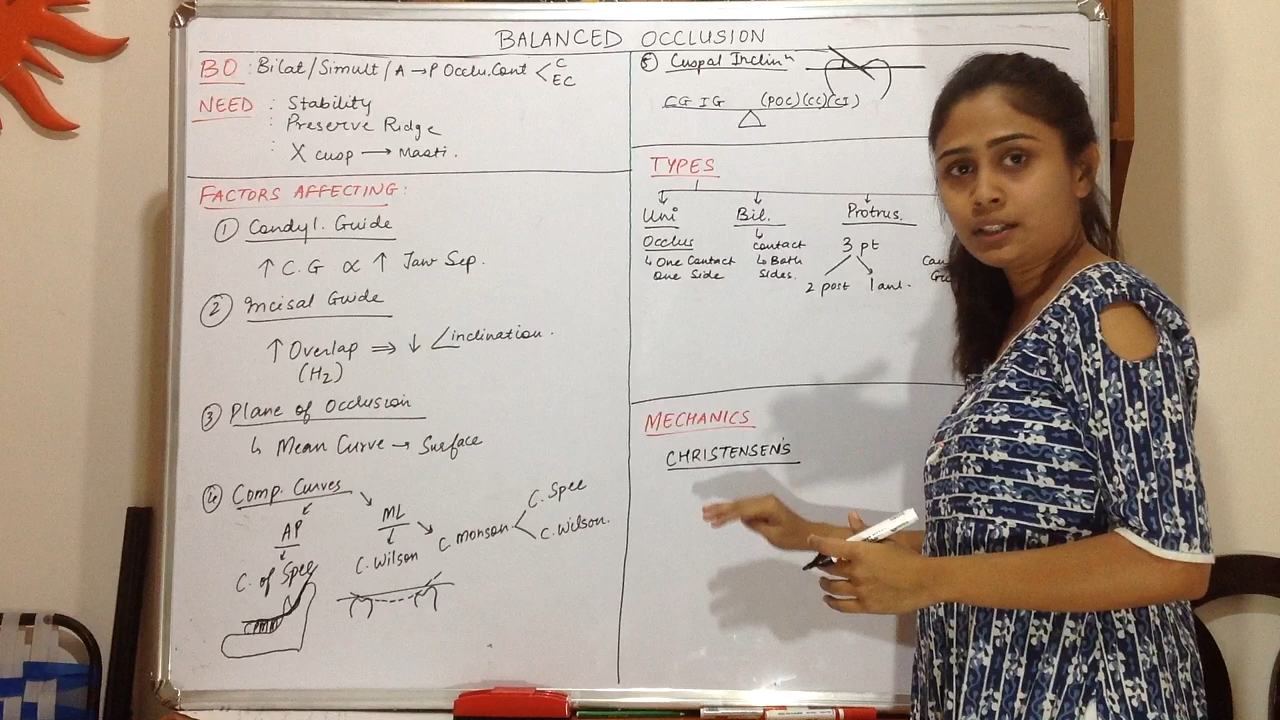 BALANCED OCCLUSION
BO : Bilat/Simult/A → P Occlu.Cont < C
EC
NEED : Stability
: Preserve Ridge
: X cusp → Masti.
FACTORS AFFECTING:
① Condyl. Guide
↑ C.G ∝ ↑ Jaw Sep.
② Incisal Guide
↑ Overlap ⇒ ↓ ∠inclination.
(H2)
③ Plane of Occlusion
↳ Mean Curve → Surface
④ Comp. Curves
AP
C. of Spee
ML
C. Wilson
C monson
C. Spee
C. Wilson.
⑤ Cuspal Inclinⁿ
CG IG (POC)(CC)(CI)
TYPES
Uni
Occlus
↳ One Contact
One Side
Bil.
↳ contact
↳ Both
Sides.
Protrus.
3 pt
2 post 1 ant.
MECHANICS
CHRISTENSEN'S